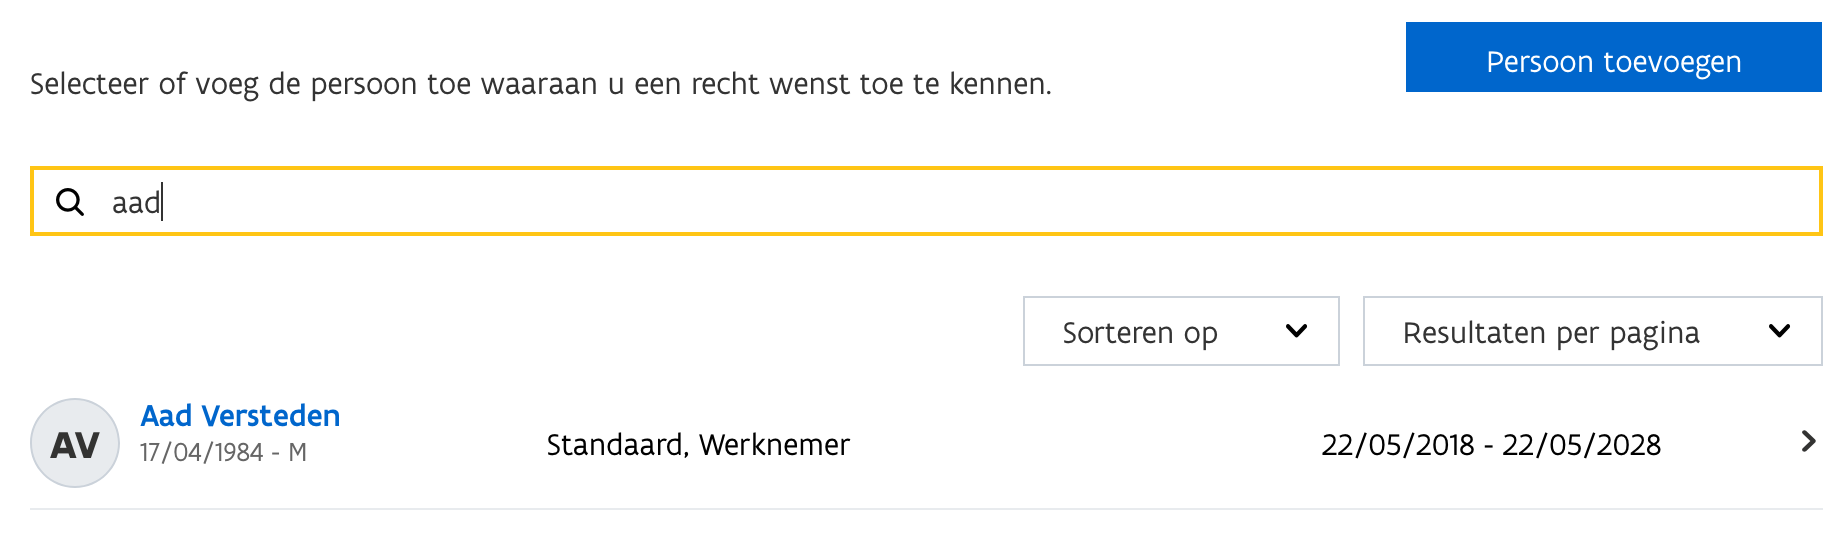 Persoon toevoegen
Selecteer of voeg de persoon toe waaraan u een recht wenst toe te kennen.
aad
Sorteren op
Resultaten per pagina
AV
Aad Versteden
17/04/1984 - M
Standaard, Werknemer
22/05/2018 - 22/05/2028